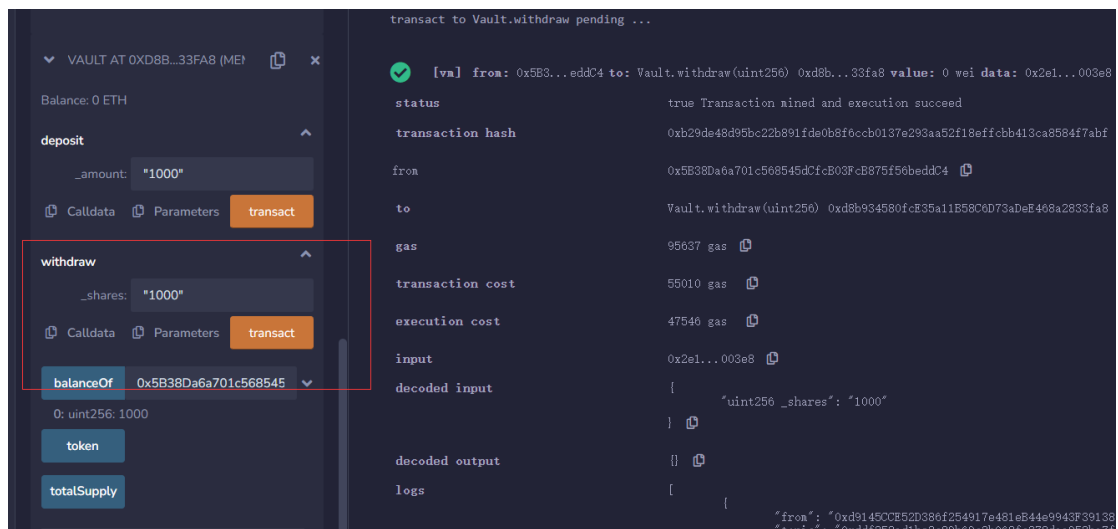 VAULT AT 0XD8B...33FA8 (MEM
Balance: 0 ETH
deposit
_amount: "1000"
Calldata Parameters transact
withdraw
_shares: "1000"
Calldata Parameters transact
balanceOf 0x5B38Da6a701c568545
0: uint256: 1000
token
totalSupply
transact to Vault.withdraw pending ...
[vm] from: 0x5B3...eddC4 to: Vault.withdraw(uint256) 0xd8b...33fa8 value: 0 wei data: 0x2e1...003e8
status true Transaction mined and execution succeed
transaction hash 0xb29de48d95bc22b891fde0b8f6ccb0137e293aa52f18effcbb413ca8584f7abf
from 0x5B38Da6a701c568545dCfcB03FcB875f56beddC4
to Vault.withdraw(uint256) 0xd8b934580fcE35a11B58C6D73aDeE468a2833fa8
gas 95637 gas
transaction cost 55010 gas
execution cost 47546 gas
input 0x2e1...003e8
decoded input {
"uint256 _shares": "1000"
}
decoded output {}
logs [
{
"from": "0xd9145CCE52D386f254917e481eB44e9943F39138